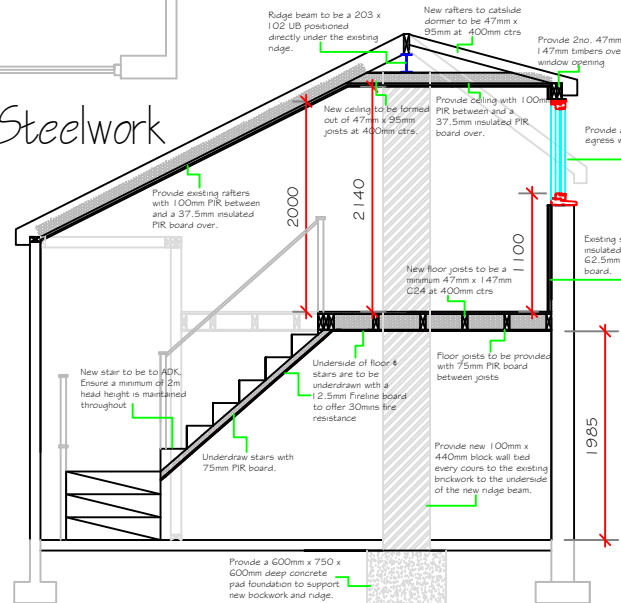 Ridge beam to be a 203 x
102 UB positioned
directly under the existing
ridge.
New rafters to catslide
dormer to be 47mm x
95mm at 400mm ctrs
Provide 2no. 47mm
147mm timbers over
window opening
Steelwork
New ceiling to be formed
out of 47mm x 95mm
joists at 400mm ctrs.
Provide ceiling with 100mm
PIR between and a
37.5mm insulated PIR
board over.
Provide
egress
Provide existing rafters
with 100mm PIR between
and a 37.5mm insulated
PIR board over.
2000
2140
1100
Existing
insulated
62.5mm
board.
New floor joists to be a
minimum 47mm x 147mm
C24 at 400mm ctrs
New stair to be to ADK.
Ensure a minimum of 2m
head height is maintained
throughout
Underside of floor &
stairs are to be
underdrawn with a
12.5mm Fireline board
to offer 30mins fire
resistance
Floor joists to be provided
with 75mm PIR board
between joists
1985
Underdraw stairs with
75mm PIR board.
Provide new 100mm x
440mm block wall tied
every cours to the existing
brickwork to the underside
of the new ridge beam.
Provide a 600mm x 750 x
600mm deep concrete
pad foundation to support
new bockwork and ridge.